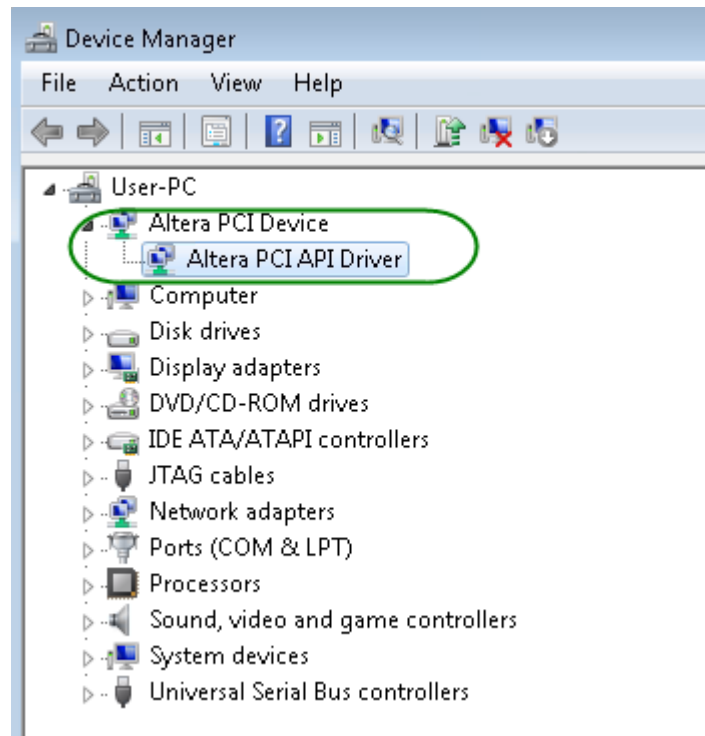 Device Manager
File Action View Help
User-PC
Altera PCI Device
Altera PCI API Driver
Computer
Disk drives
Display adapters
DVD/CD-ROM drives
IDE ATA/ATAPI controllers
JTAG cables
Network adapters
Ports (COM & LPT)
Processors
Sound, video and game controllers
System devices
Universal Serial Bus controllers